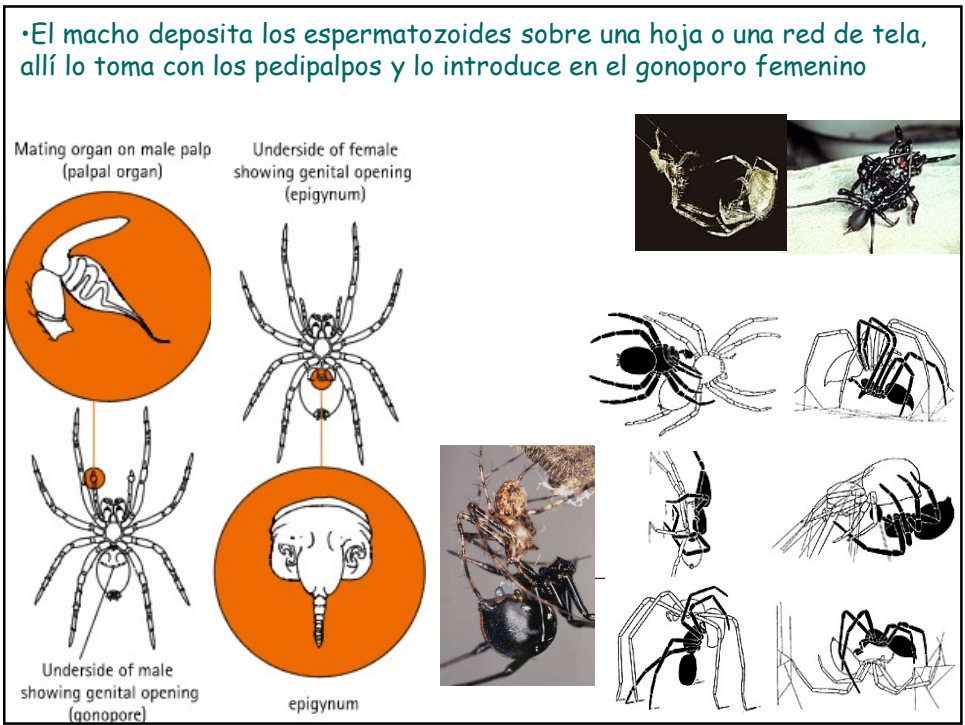 •El macho deposita los espermatozoides sobre una hoja o una red de tela,
allí lo toma con los pedipalpos y lo introduce en el gonoporo femenino
Mating organ on male palp
(palpal organ)
Underside of female
showing genital opening
(epigynum)
Underside of male
showing genital opening
(gonopore)
epigynum